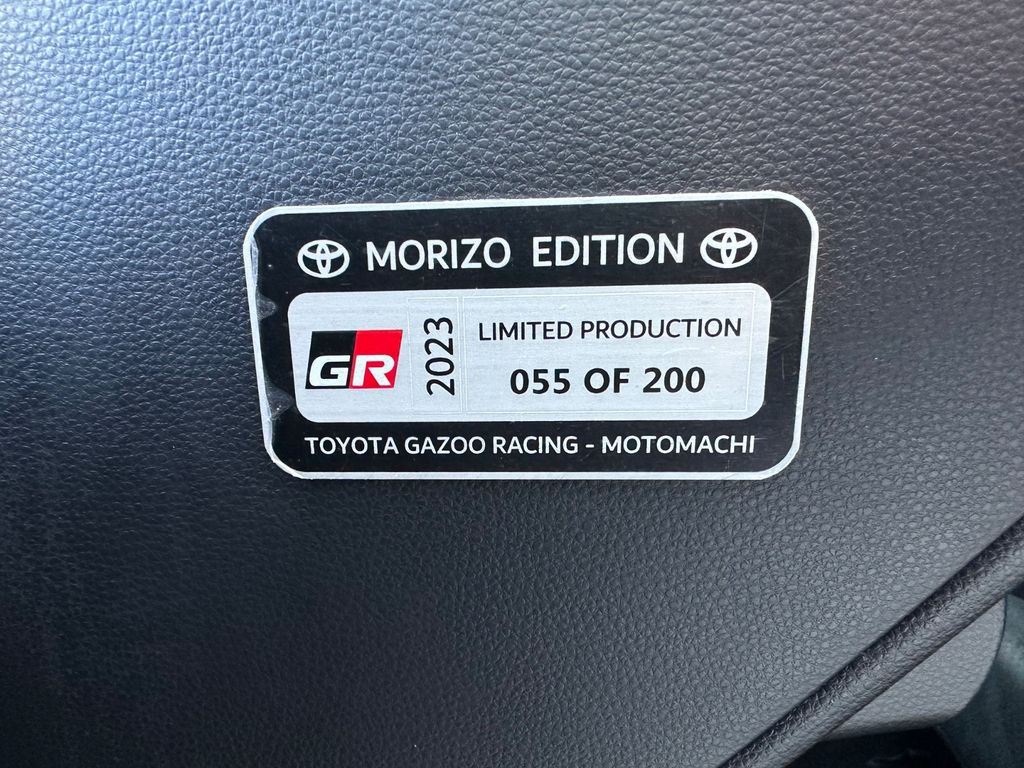 MORIZO EDITION
GR
2023
LIMITED PRODUCTION
055 OF 200
TOYOTA GAZOO RACING - MOTOMACHI